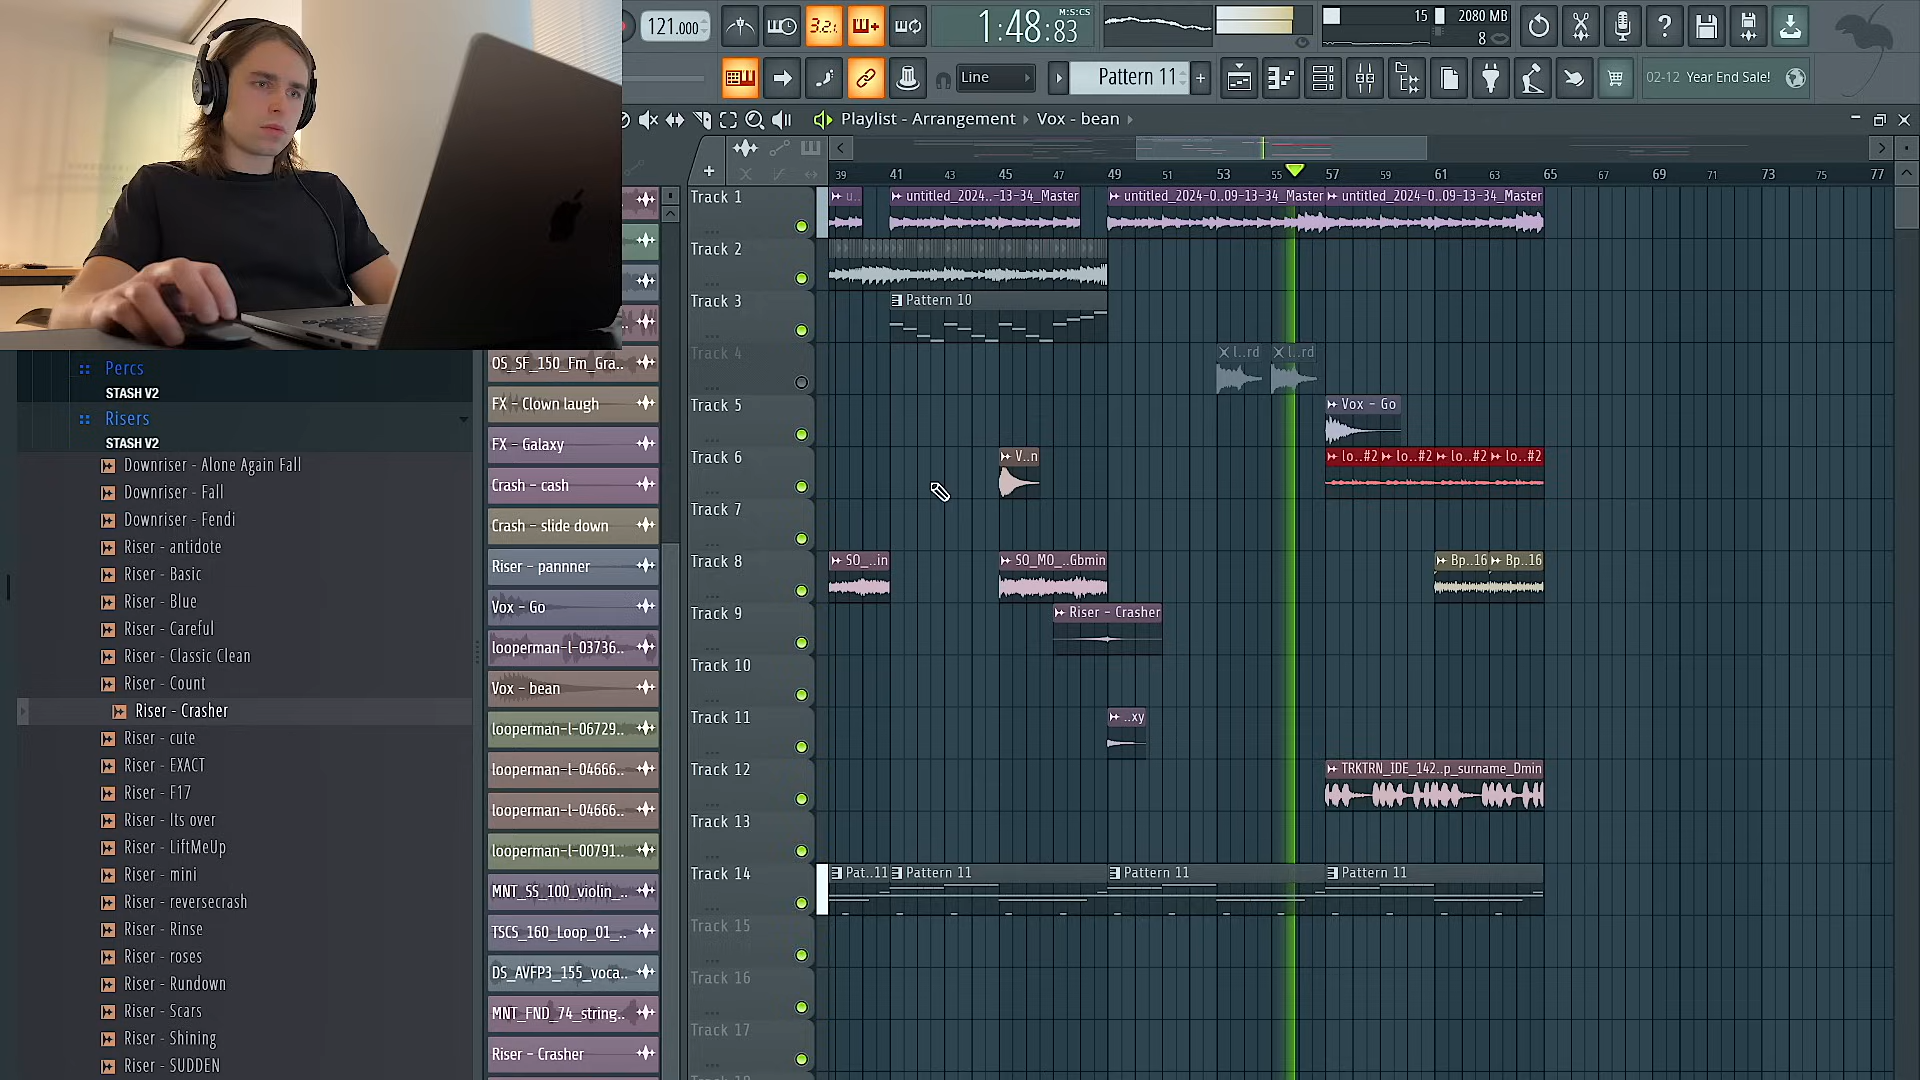 121.000
3.2.
1:48:83
M:S:CS
15
2080 MB
8
Line
Pattern 11
02-12 Year End Sale!
Playlist - Arrangement › Vox - bean ›
39 41 43 45 47 49 51 53 55 57 59 61 63 65 67 69 71 73 75 77
Track 1
untitled_2024..-13-34_Master
untitled_2024-0..09-13-34_Master
untitled_2024-0..09-13-34_Master
Track 2
Track 3
Pattern 10
Track 4
l..rd
l..rd
Track 5
Vox - Go
Track 6
V..n
lo..#2
lo..#2
lo..#2
lo..#2
Track 7
Track 8
SO_..in
SO_MO_..Gbmin
Bp..16
Bp..16
Track 9
Riser - Crasher
Track 10
Track 11
..xy
Track 12
TRKTRN_IDE_142..p_surname_Dmin
Track 13
Track 14
Pat..11
Pattern 11
Pattern 11
Pattern 11
Track 15
Track 16
Track 17
Percs
STASH V2
Risers
STASH V2
Downriser - Alone Again Fall
Downriser - Fall
Downriser - Fendi
Riser - antidote
Riser - Basic
Riser - Blue
Riser - Careful
Riser - Classic Clean
Riser - Count
Riser - Crasher
Riser - cute
Riser - EXACT
Riser - F17
Riser - Its over
Riser - LiftMeUp
Riser - mini
Riser - reversecrash
Riser - Rinse
Riser - roses
Riser - Rundown
Riser - Scars
Riser - Shining
Riser - SUDDEN
OS_SF_150_Fm_Gra..
FX - Clown laugh
FX - Galaxy
Crash - cash
Crash - slide down
Riser - pannner
Vox - Go
looperman-l-03736..
Vox - bean
looperman-l-06729..
looperman-l-04666..
looperman-l-04666..
looperman-l-00791..
MNT_SS_100_violin_..
TSCS_160_Loop_01_..
DS_AVFP3_155_voca..
MNT_FND_74_string..
Riser - Crasher